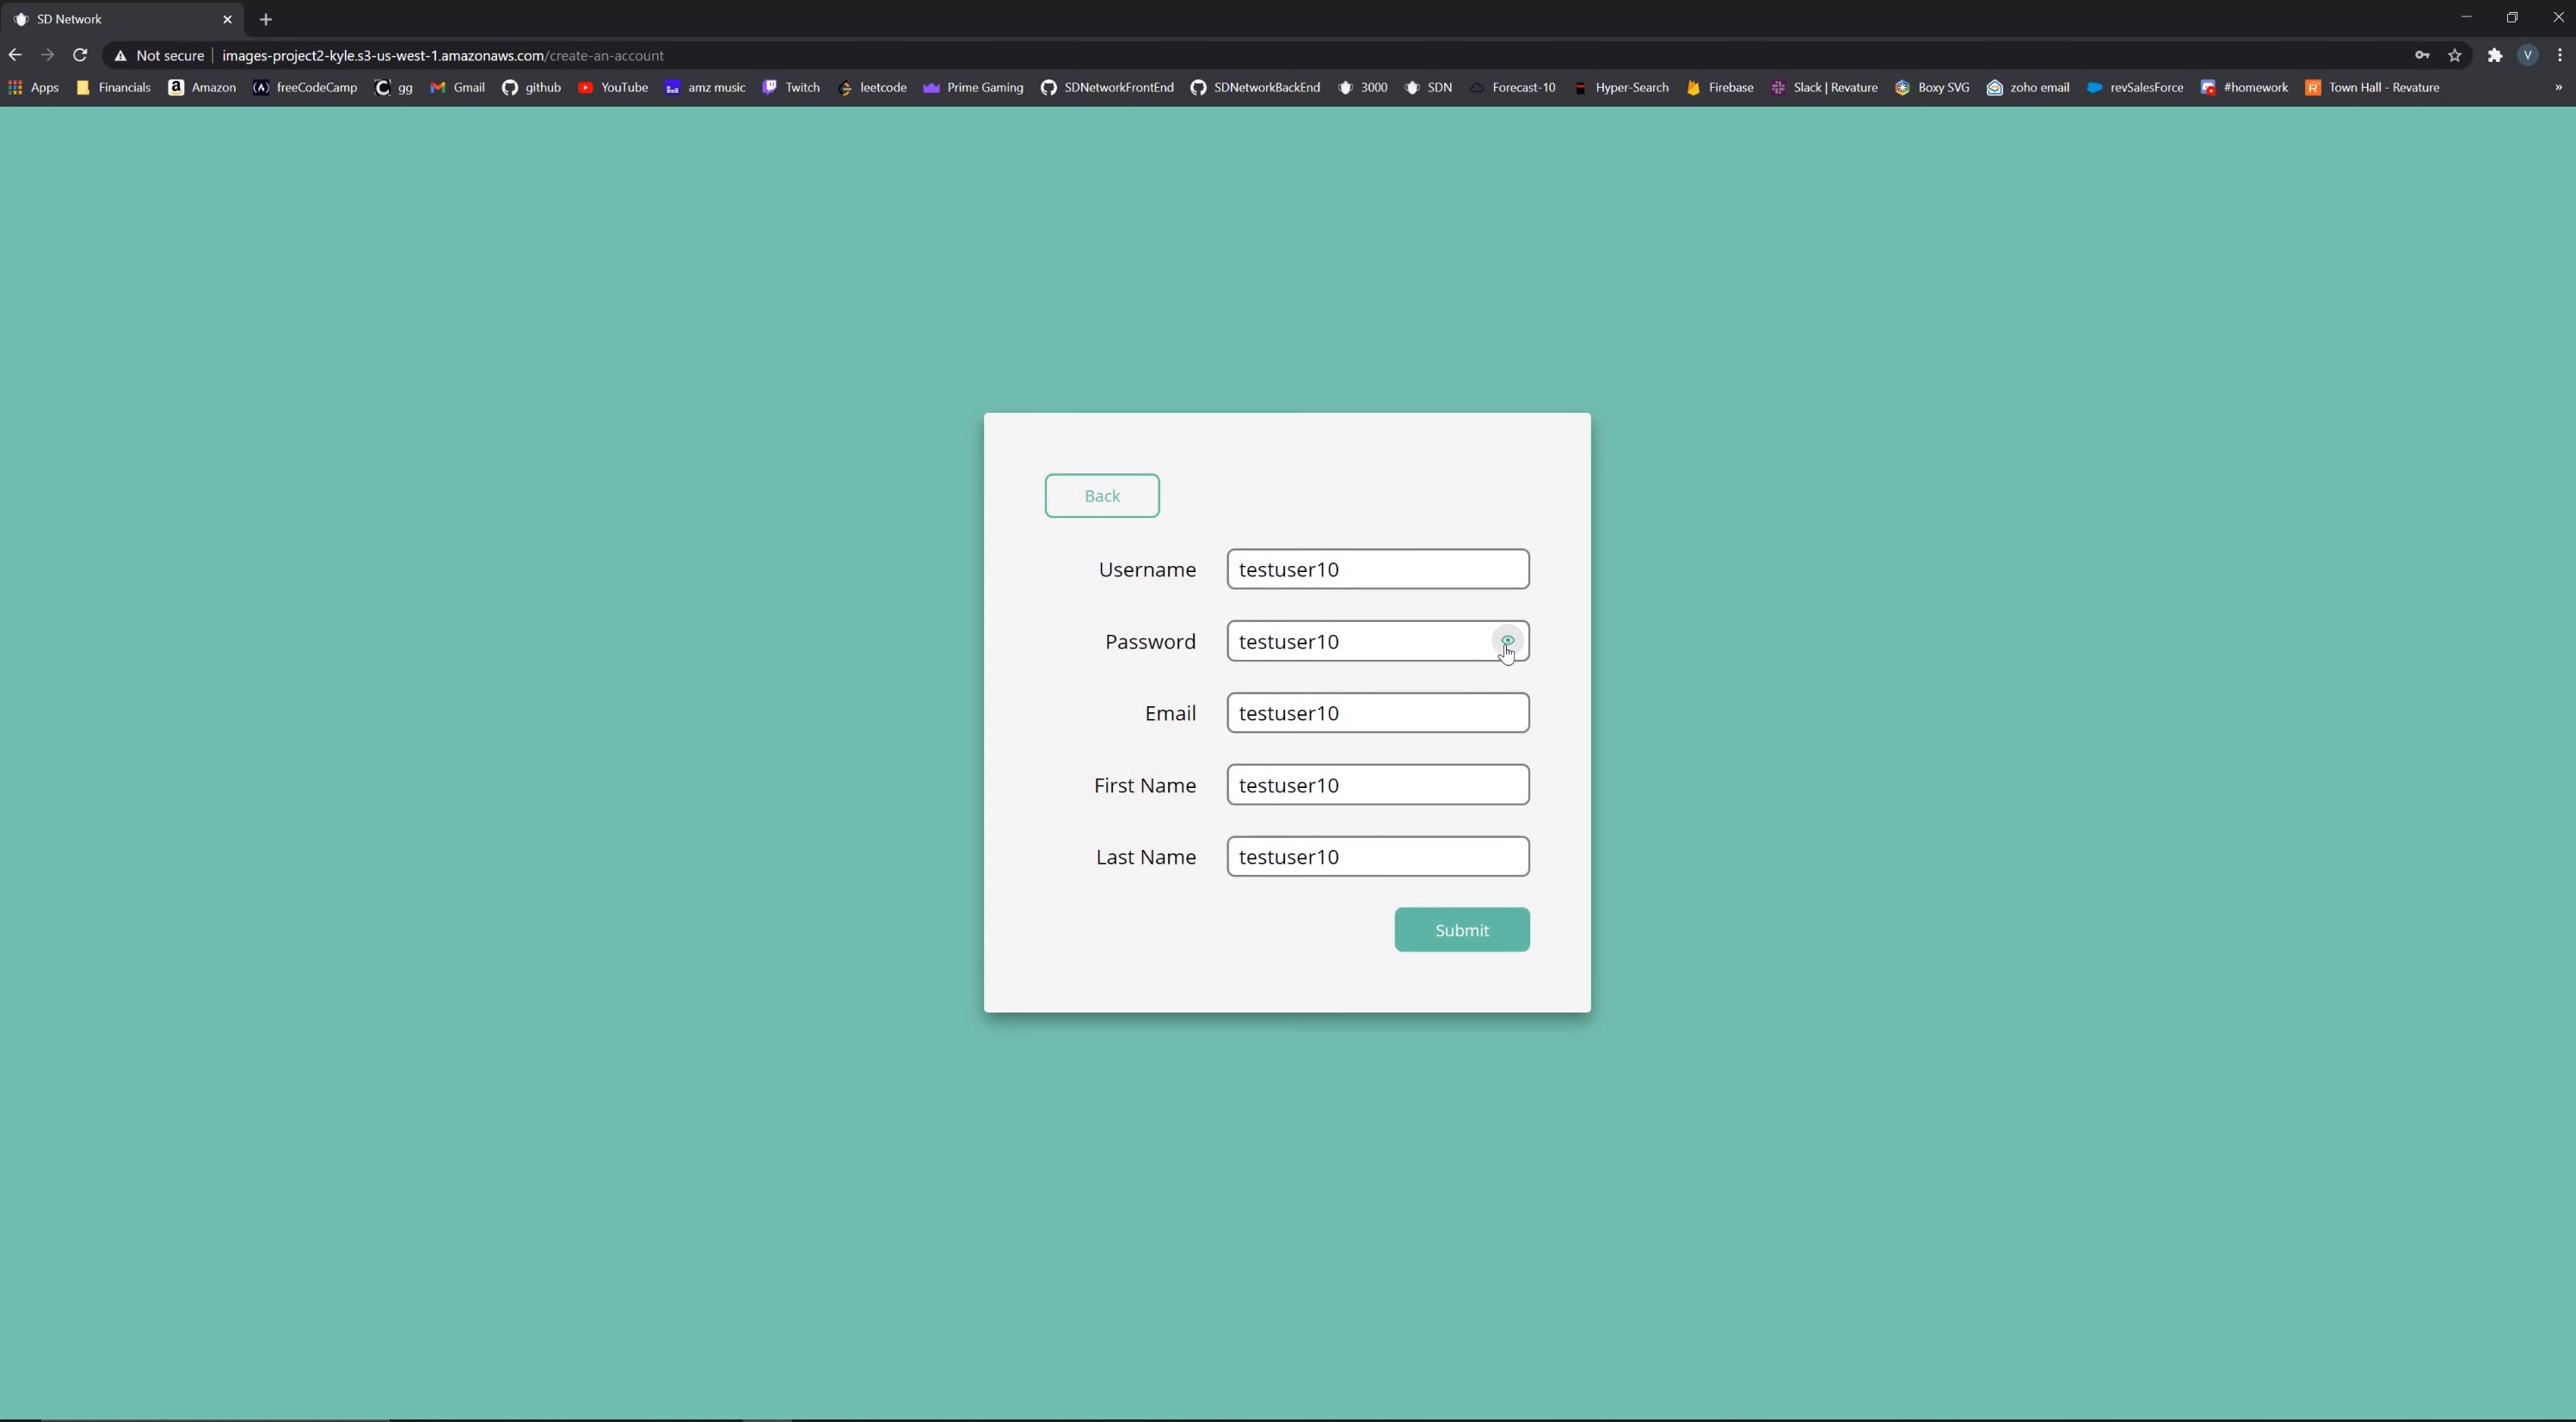 SD Network
Not secure | images-project2-kyle.s3-us-west-1.amazonaws.com/create-an-account
V
Apps Financials Amazon freeCodeCamp gg Gmail github YouTube amz music Twitch leetcode Prime Gaming SDNetworkFrontEnd SDNetworkBackEnd 3000 SDN Forecast-10 Hyper-Search Firebase Slack | Revature Boxy SVG zoho email revSalesForce #homework Town Hall - Revature »
Back
Username testuser10
Password testuser10
Email testuser10
First Name testuser10
Last Name testuser10
Submit